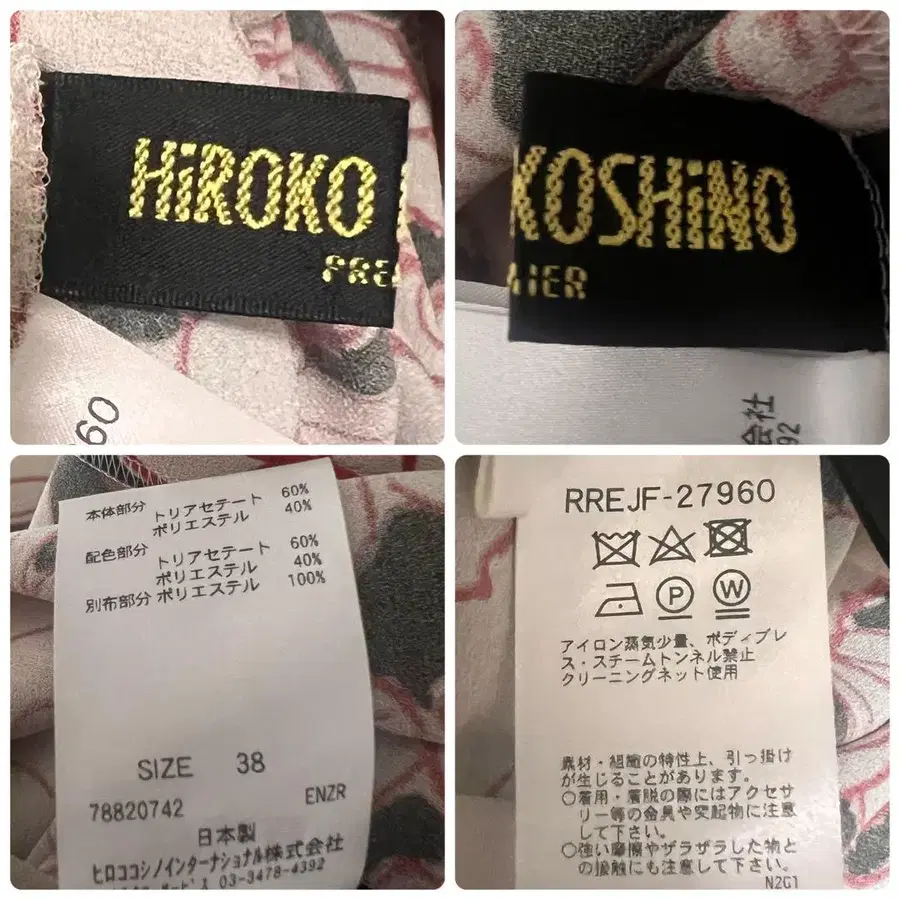 HiROKO
PRE
60
KOSHiNO
IER
会社
92
本体部分 トリアセテート 60%
ポリエステル 40%
配色部分 トリアセテート 60%
ポリエステル 40%
別布部分 ポリエステル 100%
SIZE 38
78820742 ENZR
日本製
ヒロココシノインターナショナル株式会社
03-3478-4392
RREJF-27960
P W
アイロン蒸気少量、ボディプレ
ス・スチームトンネル禁止
クリーニングネット使用
素材・組織の特性上、引っ掛け
が生じることがあります。
○着用・着脱の際にはアクセサ
リー等の金具や突起物に注意
して下さい。
○強い摩擦やザラザラした物と
の接触にも注意して下さい。
N2G1